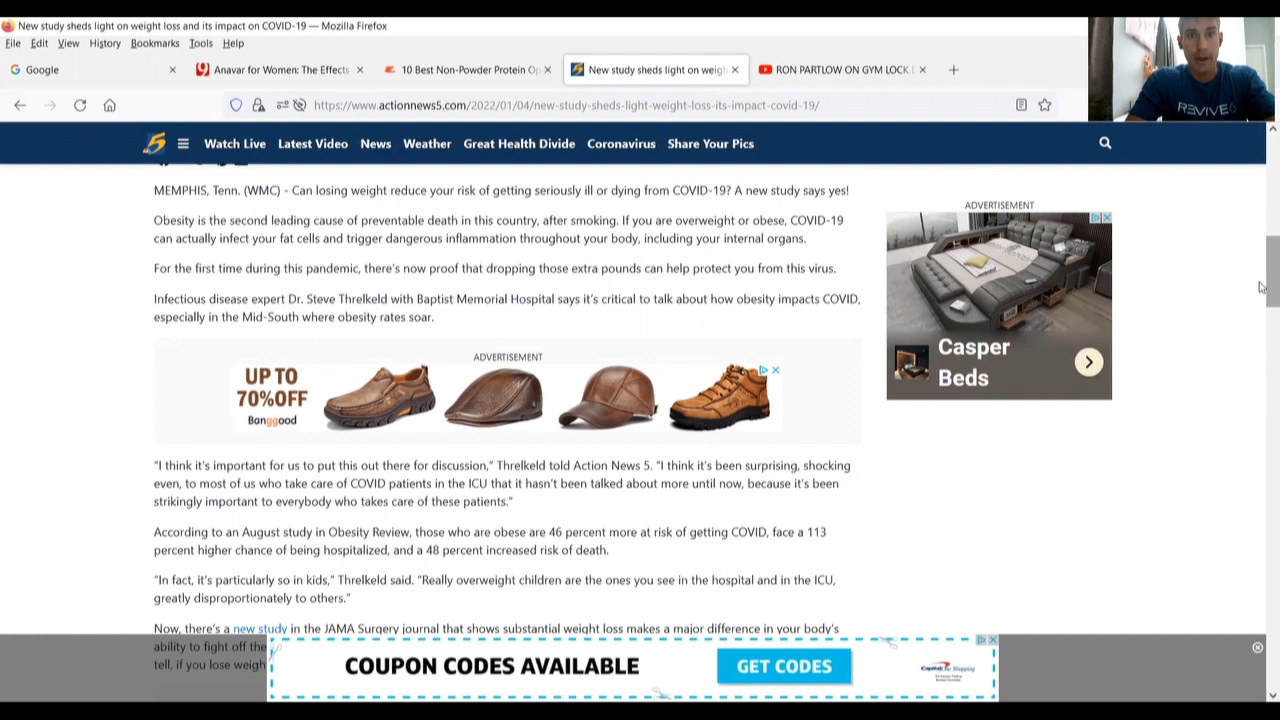 New study sheds light on weight loss and its impact on COVID-19 — Mozilla Firefox
File Edit View History Bookmarks Tools Help
Google
Anavar for Women: The Effects
10 Best Non-Powder Protein Op
New study sheds light on weigh
RON PARTLOW ON GYM LOCK
https://www.actionnews5.com/2022/01/04/new-study-sheds-light-weight-loss-its-impact-covid-19/
REVIVE
5
Watch Live Latest Video News Weather Great Health Divide Coronavirus Share Your Pics
MEMPHIS, Tenn. (WMC) - Can losing weight reduce your risk of getting seriously ill or dying from COVID-19? A new study says yes!
Obesity is the second leading cause of preventable death in this country, after smoking. If you are overweight or obese, COVID-19
can actually infect your fat cells and trigger dangerous inflammation throughout your body, including your internal organs.
For the first time during this pandemic, there's now proof that dropping those extra pounds can help protect you from this virus.
Infectious disease expert Dr. Steve Threlkeld with Baptist Memorial Hospital says it's critical to talk about how obesity impacts COVID,
especially in the Mid-South where obesity rates soar.
ADVERTISEMENT
UP TO
70%OFF
Banggood
ADVERTISEMENT
Casper
Beds
"I think it's important for us to put this out there for discussion," Threlkeld told Action News 5. "I think it's been surprising, shocking
even, to most of us who take care of COVID patients in the ICU that it hasn't been talked about more until now, because it's been
strikingly important to everybody who takes care of these patients."
According to an August study in Obesity Review, those who are obese are 46 percent more at risk of getting COVID, face a 113
percent higher chance of being hospitalized, and a 48 percent increased risk of death.
"In fact, it's particularly so in kids," Threlkeld said. "Really overweight children are the ones you see in the hospital and in the ICU,
greatly disproportionately to others."
Now, there's a new study in the JAMA Surgery journal that shows substantial weight loss makes a major difference in your body's
ability to fight off the
tell, if you lose weigh
COUPON CODES AVAILABLE
GET CODES
Capital One Shopping